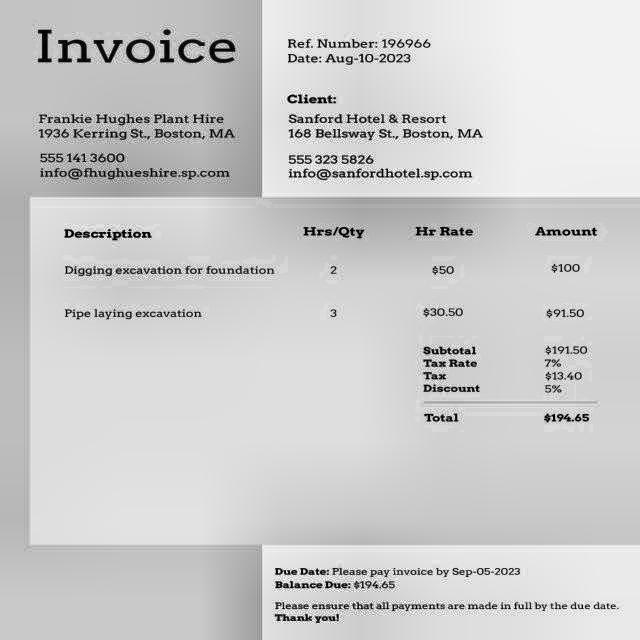 Invoice
Ref. Number: 196966
Date: Aug-10-2023
Frankie Hughes Plant Hire
1936 Kerring St., Boston, MA
555 141 3600
info@fhughueshire.sp.com
Client:
Sanford Hotel & Resort
168 Bellsway St., Boston, MA
555 323 5826
info@sanfordhotel.sp.com
Description Hrs/Qty Hr Rate Amount
Digging excavation for foundation 2 $50 $100
Pipe laying excavation 3 $30.50 $91.50
Subtotal $191.50
Tax Rate 7%
Tax $13.40
Discount 5%
Total $194.65
Due Date: Please pay invoice by Sep-05-2023
Balance Due: $194.65
Please ensure that all payments are made in full by the due date.
Thank you!